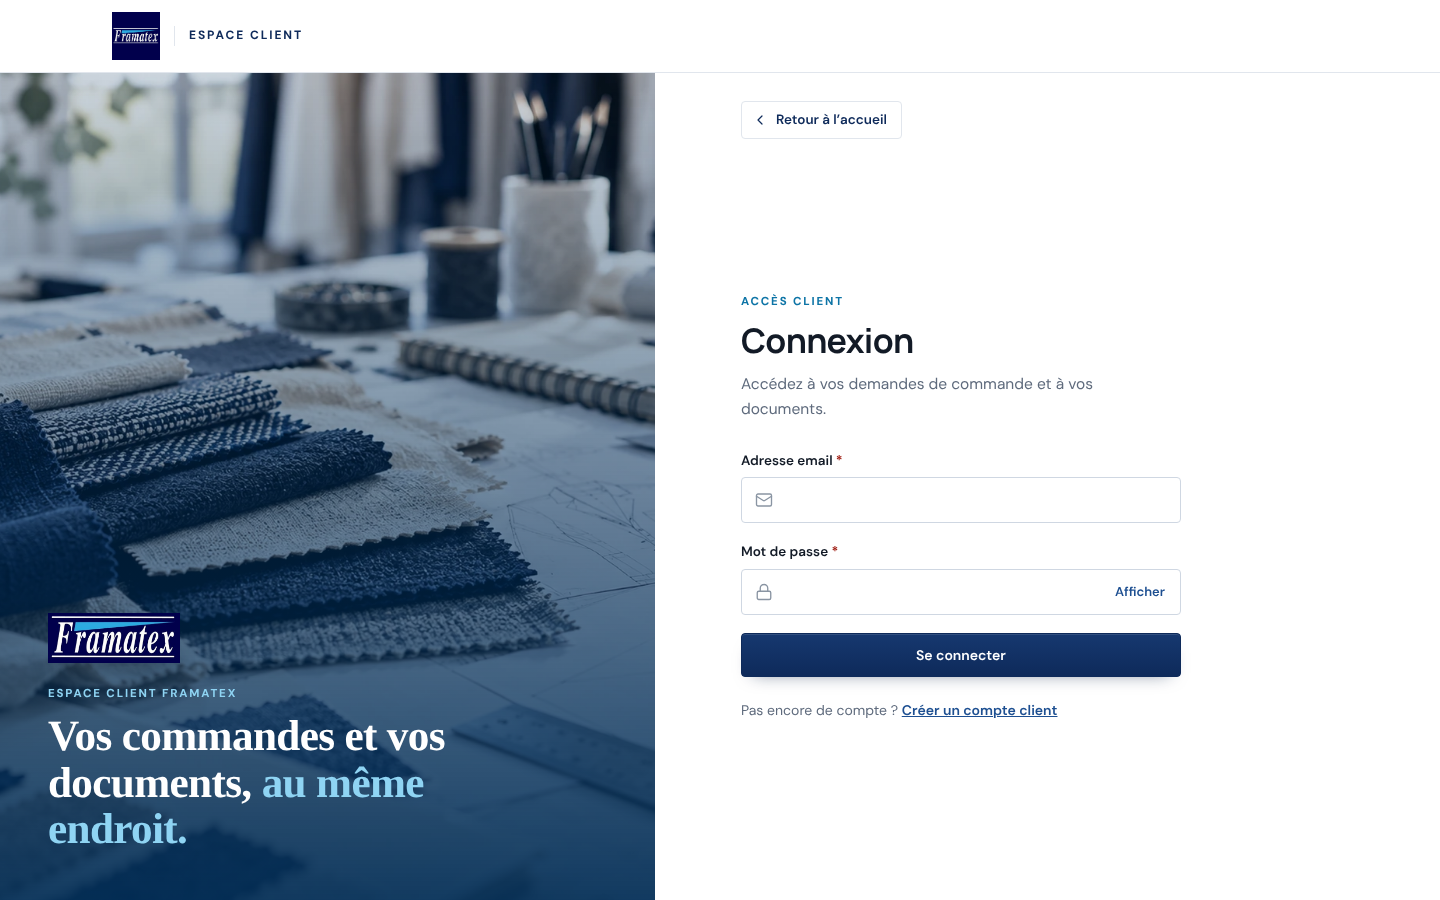 Framatex
ESPACE CLIENT
Retour à l’accueil
ACCÈS CLIENT
Connexion
Accédez à vos demandes de commande et à vos
documents.
Adresse email *
Mot de passe *
Afficher
Se connecter
Pas encore de compte ? Créer un compte client
Framatex
ESPACE CLIENT FRAMATEX
Vos commandes et vos
documents, au même
endroit.